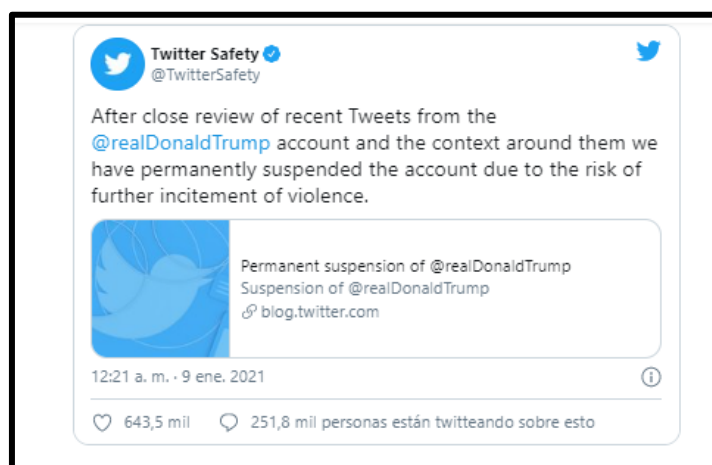 Twitter Safety
@TwitterSafety
After close review of recent Tweets from the
@realDonaldTrump account and the context around them we
have permanently suspended the account due to the risk of
further incitement of violence.
Permanent suspension of @realDonaldTrump
Suspension of @realDonaldTrump
blog.twitter.com
12:21 a. m. · 9 ene. 2021
643,5 mil 251,8 mil personas están twitteando sobre esto